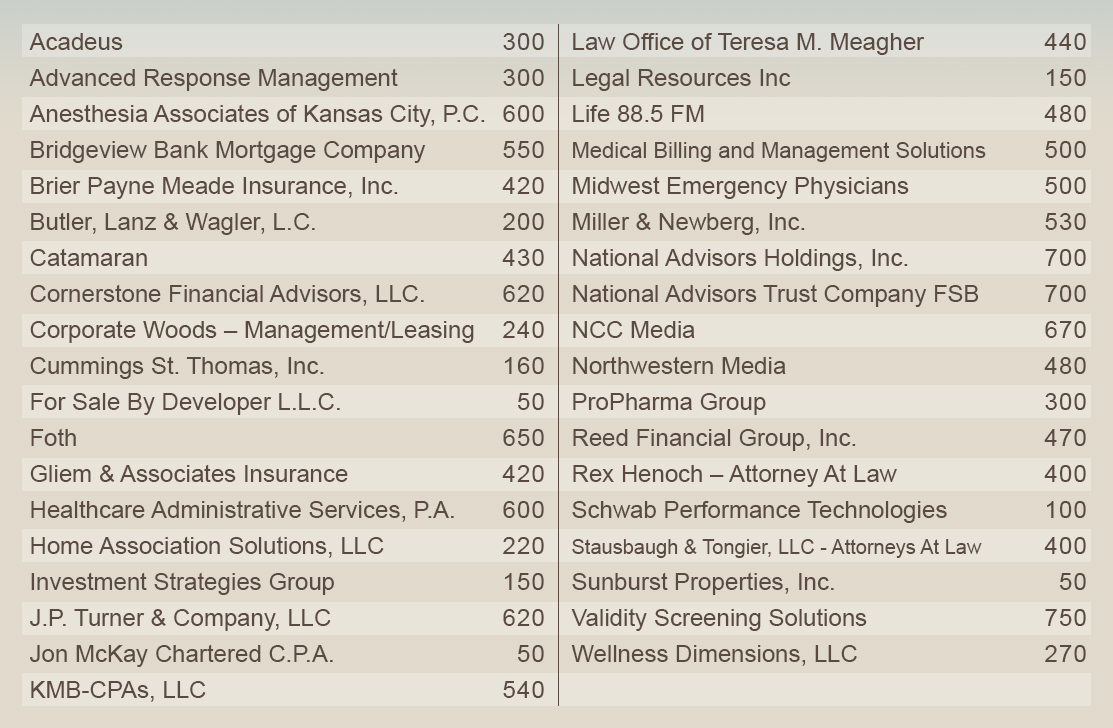 Acadeus 300
Advanced Response Management 300
Anesthesia Associates of Kansas City, P.C. 600
Bridgeview Bank Mortgage Company 550
Brier Payne Meade Insurance, Inc. 420
Butler, Lanz & Wagler, L.C. 200
Catamaran 430
Cornerstone Financial Advisors, LLC. 620
Corporate Woods – Management/Leasing 240
Cummings St. Thomas, Inc. 160
For Sale By Developer L.L.C. 50
Foth 650
Gliem & Associates Insurance 420
Healthcare Administrative Services, P.A. 600
Home Association Solutions, LLC 220
Investment Strategies Group 150
J.P. Turner & Company, LLC 620
Jon McKay Chartered C.P.A. 50
KMB-CPAs, LLC 540
Law Office of Teresa M. Meagher 440
Legal Resources Inc 150
Life 88.5 FM 480
Medical Billing and Management Solutions 500
Midwest Emergency Physicians 500
Miller & Newberg, Inc. 530
National Advisors Holdings, Inc. 700
National Advisors Trust Company FSB 700
NCC Media 670
Northwestern Media 480
ProPharma Group 300
Reed Financial Group, Inc. 470
Rex Henoch – Attorney At Law 400
Schwab Performance Technologies 100
Stausbaugh & Tongier, LLC - Attorneys At Law 400
Sunburst Properties, Inc. 50
Validity Screening Solutions 750
Wellness Dimensions, LLC 270